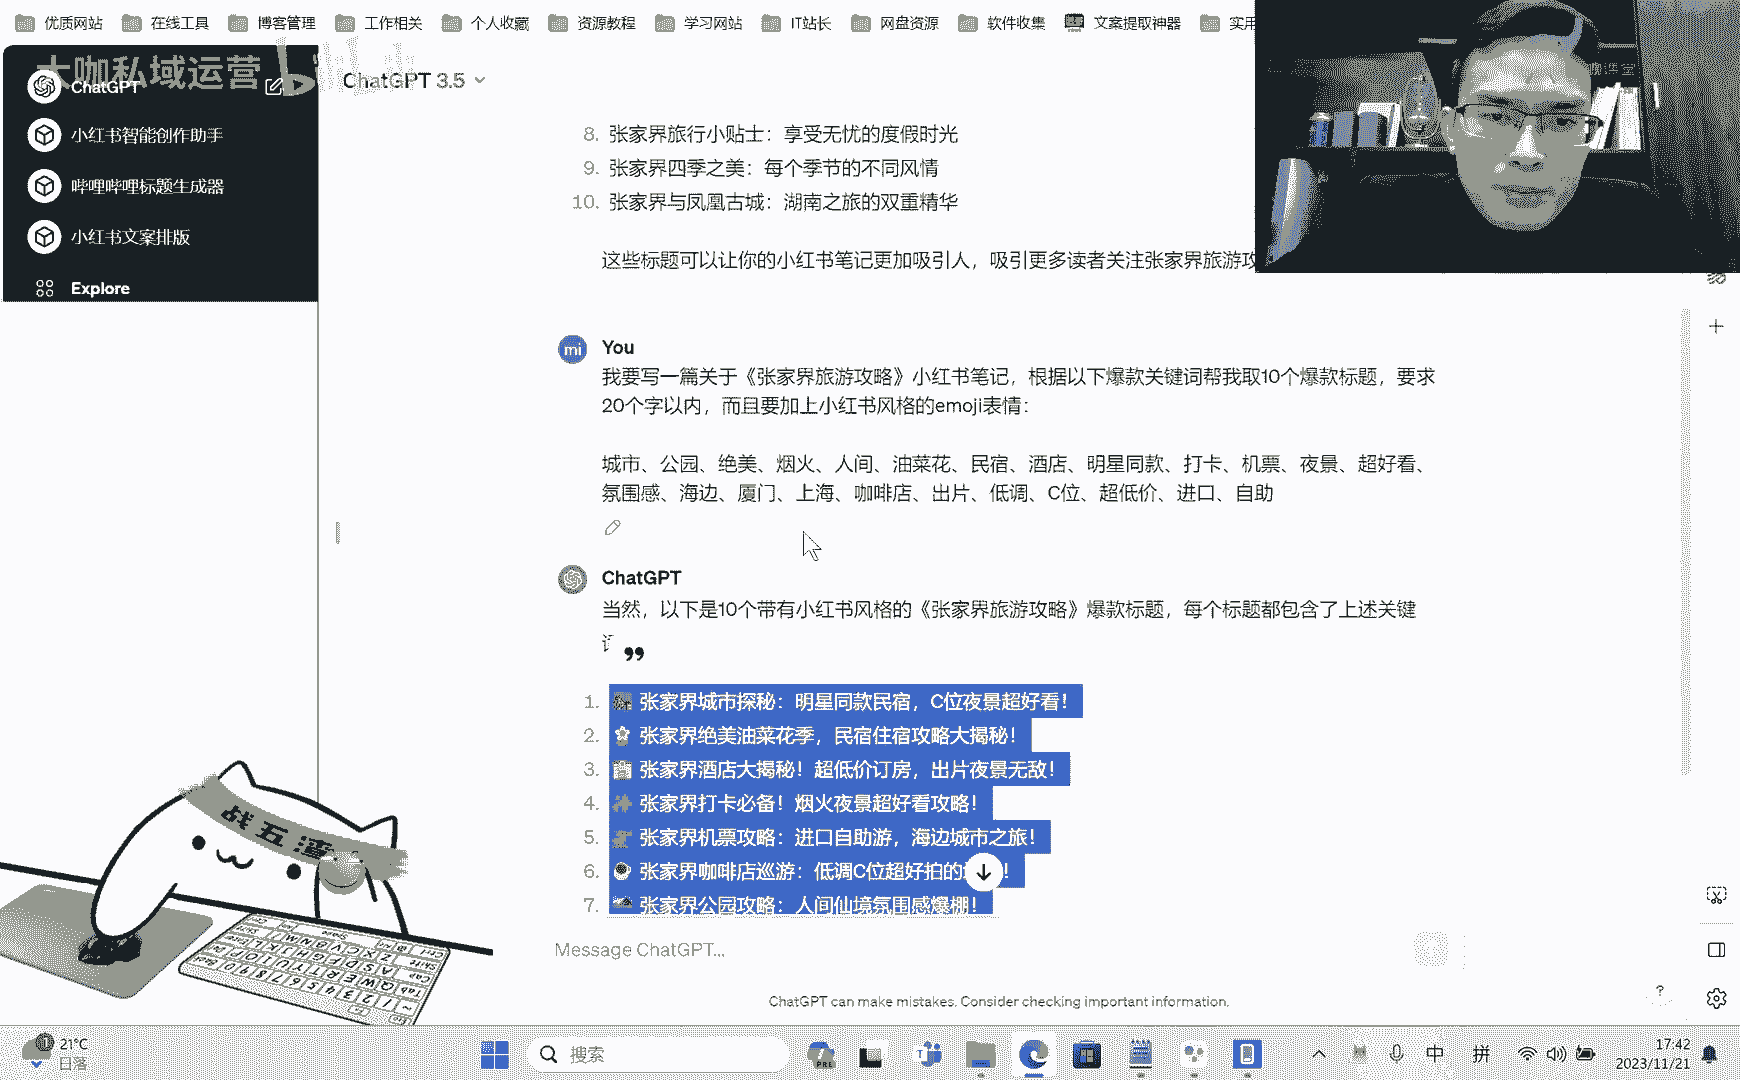 优质网站
在线工具
博客管理
工作相关
个人收藏
资源教程
学习网站
IT站长
网盘资源
软件收集
文案提取神器
实用
大咖私域运营
ChatGPT
小红书智能创作助手
哔哩哔哩标题生成器
小红书文案排版
Explore
ChatGPT 3.5
8. 张家界旅行小贴士：享受无忧的度假时光
9. 张家界四季之美：每个季节的不同风情
10. 张家界与凤凰古城：湖南之旅的双重精华
这些标题可以让你的小红书笔记更加吸引人，吸引更多读者关注张家界旅游攻
mi
You
我要写一篇关于《张家界旅游攻略》小红书笔记，根据以下爆款关键词帮我取10个爆款标题，要求
20个字以内，而且要加上小红书风格的emoji表情：
城市、公园、绝美、烟火、人间、油菜花、民宿、酒店、明星同款、打卡、机票、夜景、超好看、
氛围感、海边、厦门、上海、咖啡店、出片、低调、C位、超低价、进口、自助
ChatGPT
当然，以下是10个带有小红书风格的《张家界旅游攻略》爆款标题，每个标题都包含了上述关键
1. 张家界城市探秘：明星同款民宿，C位夜景超好看！
2. 张家界绝美油菜花季，民宿住宿攻略大揭秘！
3. 张家界酒店大揭秘！超低价订房，出片夜景无敌！
4. 张家界打卡必备！烟火夜景超好看攻略！
5. 张家界机票攻略：进口自助游，海边城市之旅！
6. 张家界咖啡店巡游：低调C位超好拍的
7. 张家界公园攻略：人间仙境氛围感爆棚！
Message ChatGPT...
ChatGPT can make mistakes. Consider checking important information.
?
战五渣
21°C
日落
搜索
中
拼
17:42
2023/11/21